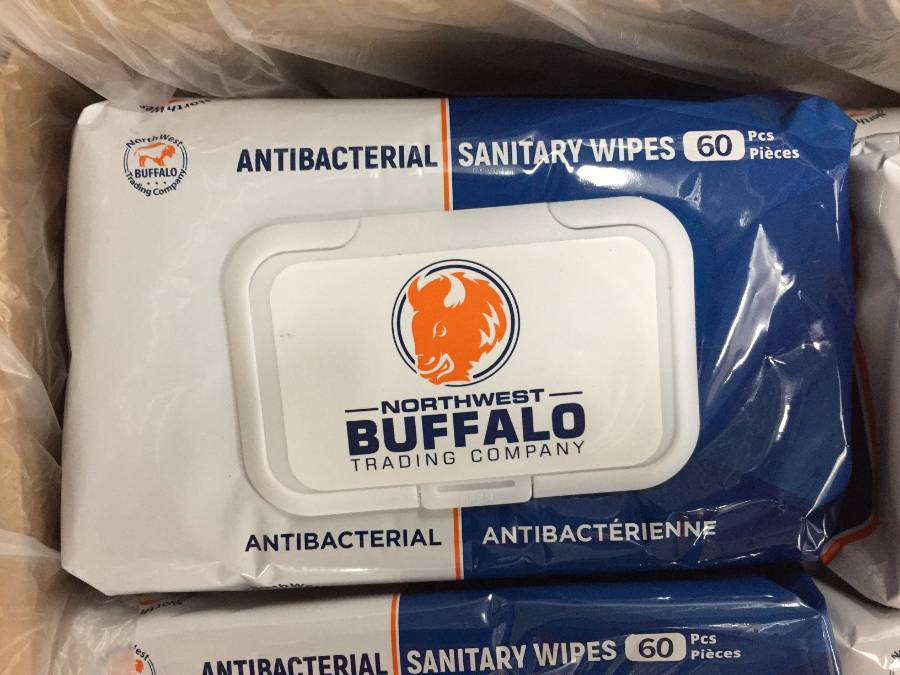 NorthWest
BUFFALO
Trading Company
ANTIBACTERIAL SANITARY WIPES 60 Pcs
Pièces
NORTHWEST
BUFFALO
TRADING COMPANY
OPEN
ANTIBACTERIAL ANTIBACTÉRIENNE
ANTIBACTERIAL SANITARY WIPES 60 Pcs
Pièces